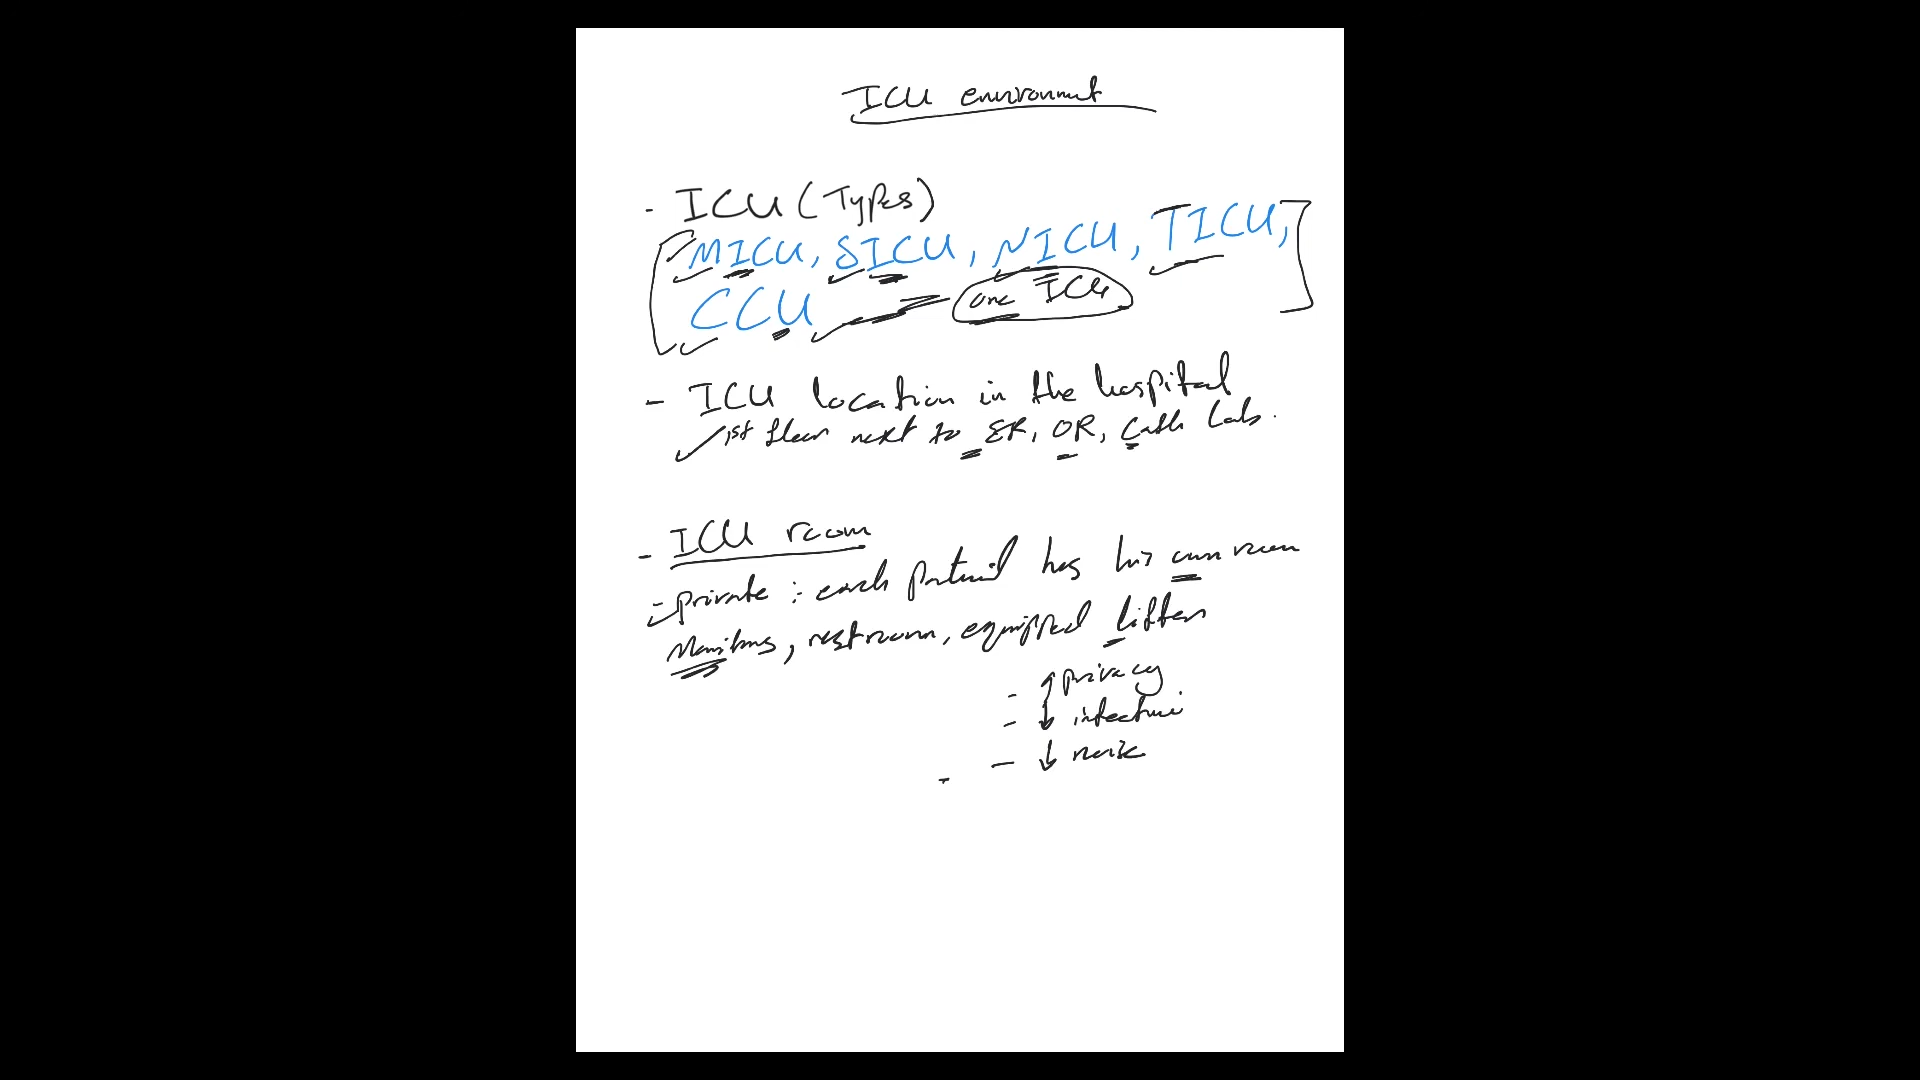 ICU environment
- ICU (Types)
MICU, SICU, NICU, TICU,
CCU one ICU
- ICU location in the hospital
1st floor next to ER, OR, Cath Lab.
- ICU room
- private : each patient has his own room
Monitors, restroom, equipped lifters
- ↑ privacy
- ↓ infection
- ↓ noise
-